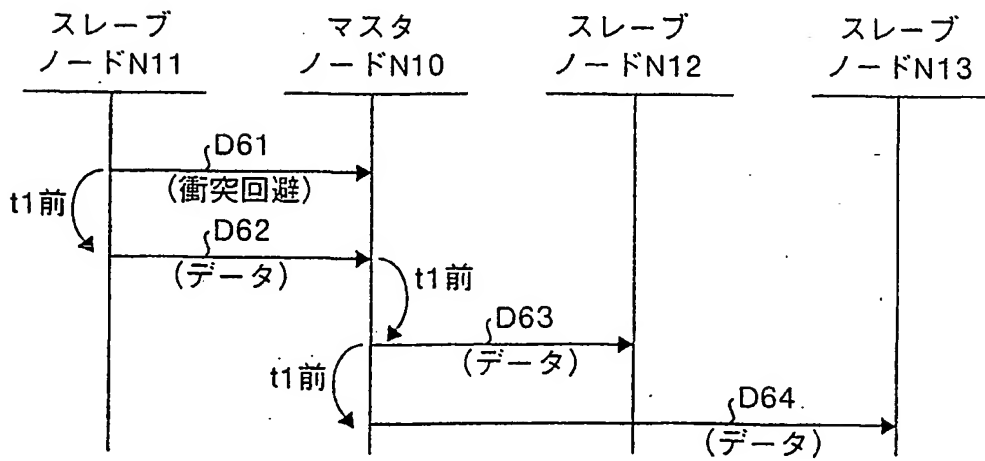 スレーブ
ノードN11
マスタ
ノードN10
スレーブ
ノードN12
スレーブ
ノードN13
D61
(衝突回避)
t1前
D62
(データ)
t1前
D63
(データ)
t1前
D64
(データ)